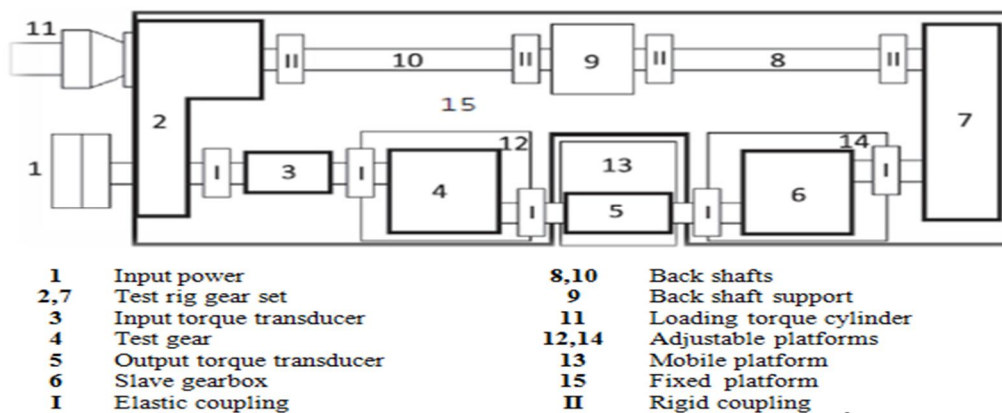 11
II
10
II
9
II
8
II
15
2
7
1
I
3
I
12
4
I
13
5
I
14
6
I
1 Input power 8,10 Back shafts
2,7 Test rig gear set 9 Back shaft support
3 Input torque transducer 11 Loading torque cylinder
4 Test gear 12,14 Adjustable platforms
5 Output torque transducer 13 Mobile platform
6 Slave gearbox 15 Fixed platform
I Elastic coupling II Rigid coupling